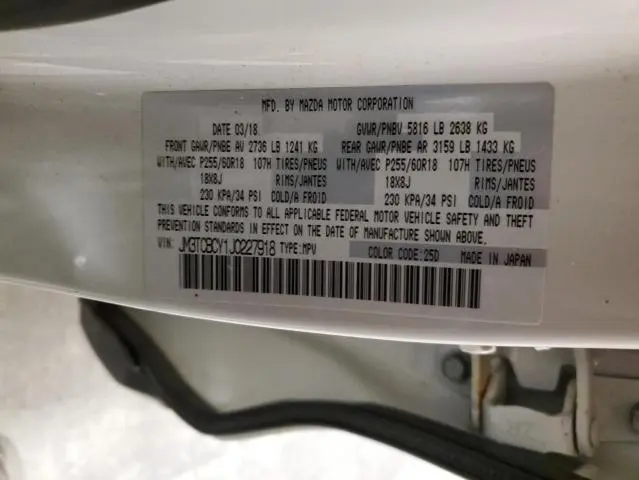 MFD. BY MAZDA MOTOR CORPORATION
DATE 03/18 GVWR/PNBV 5816 LB 2638 KG
FRONT GAWR/PNBE AV 2736 LB 1241 KG REAR GAWR/PNBE AR 3159 LB 1433 KG
WITH/AVEC P255/60R18 107H TIRES/PNEUS WITH/AVEC P255/60R18 107H TIRES/PNEUS
18X8J RIMS/JANTES 18X8J RIMS/JANTES
230 KPA/34 PSI COLD/A FROID 230 KPA/34 PSI COLD/A FROID
THIS VEHICLE CONFORMS TO ALL APPLICABLE FEDERAL MOTOR VEHICLE SAFETY AND THEFT
PREVENTION STANDARDS IN EFFECT ON THE DATE OF MANUFACTURE SHOWN ABOVE.
VIN: JM3TCBCY1J0227918 TYPE:MPV COLOR CODE:25D MADE IN JAPAN